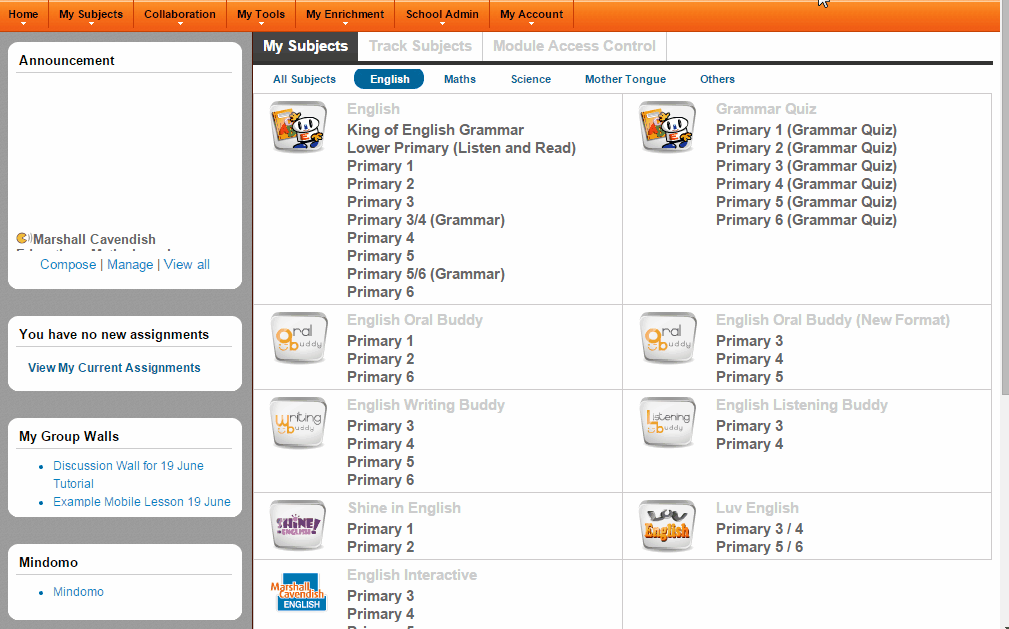 Home My Subjects Collaboration My Tools My Enrichment School Admin My Account
Announcement
Marshall Cavendish
Compose | Manage | View all
You have no new assignments
View My Current Assignments
My Group Walls
Discussion Wall for 19 June
Tutorial
Example Mobile Lesson 19 June
Mindomo
Mindomo
My Subjects Track Subjects Module Access Control
All Subjects English Maths Science Mother Tongue Others
English
King of English Grammar
Lower Primary (Listen and Read)
Primary 1
Primary 2
Primary 3
Primary 3/4 (Grammar)
Primary 4
Primary 5
Primary 5/6 (Grammar)
Primary 6
Grammar Quiz
Primary 1 (Grammar Quiz)
Primary 2 (Grammar Quiz)
Primary 3 (Grammar Quiz)
Primary 4 (Grammar Quiz)
Primary 5 (Grammar Quiz)
Primary 6 (Grammar Quiz)
oral
buddy
English Oral Buddy
Primary 1
Primary 2
Primary 6
oral
buddy
English Oral Buddy (New Format)
Primary 3
Primary 4
Primary 5
writing
buddy
English Writing Buddy
Primary 3
Primary 4
Primary 5
Primary 6
Listening
buddy
English Listening Buddy
Primary 3
Primary 4
SHiNE!
ENGLISH!
Shine in English
Primary 1
Primary 2
LUV
English
Luv English
Primary 3 / 4
Primary 5 / 6
Marshall
Cavendish
ENGLISH
English Interactive
Primary 3
Primary 4